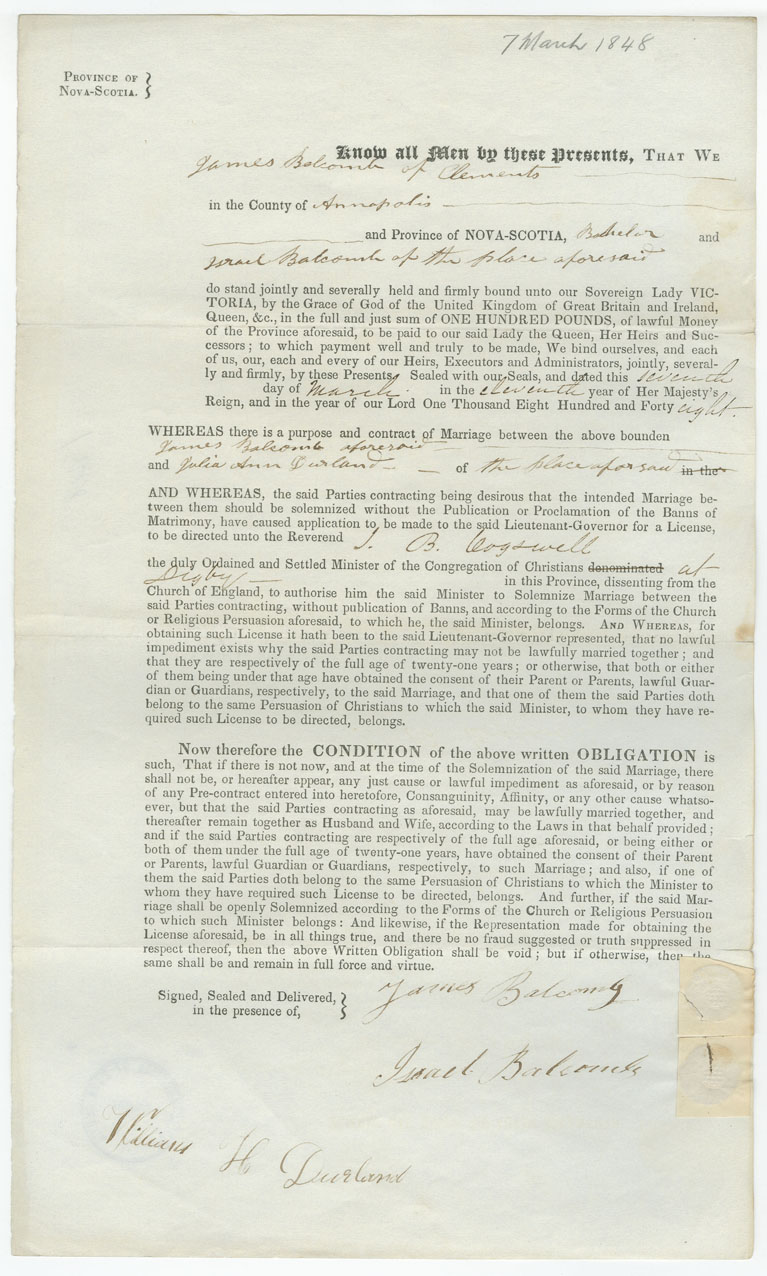 7 March 1848
PROVINCE OF
NOVA-SCOTIA. }
Know all Men by these Presents, THAT WE
James Balcomb of Clements
in the County of Annapolis
and Province of NOVA-SCOTIA, Bachelor and
Israel Balcomb of the place aforesaid
do stand jointly and severally held and firmly bound unto our Sovereign Lady VIC-
TORIA, by the Grace of God of the United Kingdom of Great Britain and Ireland,
Queen, &c., in the full and just sum of ONE HUNDRED POUNDS, of lawful Money
of the Province aforesaid, to be paid to our said Lady the Queen, Her Heirs and Suc-
cessors; to which payment well and truly to be made, We bind ourselves, and each
of us, our, each and every of our Heirs, Executors and Administrators, jointly, several-
ly and firmly, by these Presents. Sealed with our Seals, and dated this seventh
day of March in the eleventh year of Her Majesty's
Reign, and in the year of our Lord One Thousand Eight Hundred and Forty eight.
WHEREAS there is a purpose and contract of Marriage between the above bounden
James Balcomb aforesaid
and Julia Ann Durland — of the place aforesaid in the
AND WHEREAS, the said Parties contracting being desirous that the intended Marriage be-
tween them should be solemnized without the Publication or Proclamation of the Banns of
Matrimony, have caused application to be made to the said Lieutenant-Governor for a License,
to be directed unto the Reverend J. B. Cogswell
the duly Ordained and Settled Minister of the Congregation of Christians denominated at
Digby — in this Province, dissenting from the
Church of England, to authorise him the said Minister to Solemnize Marriage between the
said Parties contracting, without publication of Banns, and according to the Forms of the Church
or Religious Persuasion aforesaid, to which he, the said Minister, belongs. AND WHEREAS, for
obtaining such License it hath been to the said Lieutenant-Governor represented, that no lawful
impediment exists why the said Parties contracting may not be lawfully married together; and
that they are respectively of the full age of twenty-one years; or otherwise, that both or either
of them being under that age have obtained the consent of their Parent or Parents, lawful Guar-
dian or Guardians, respectively, to the said Marriage, and that one of them the said Parties doth
belong to the same Persuasion of Christians to which the said Minister, to whom they have re-
quired such License to be directed, belongs.
Now therefore the CONDITION of the above written OBLIGATION is
such, That if there is not now, and at the time of the Solemnization of the said Marriage, there
shall not be, or hereafter appear, any just cause or lawful impediment as aforesaid, or by reason
of any Pre-contract entered into heretofore, Consanguinity, Affinity, or any other cause whatso-
ever, but that the said Parties contracting as aforesaid, may be lawfully married together, and
thereafter remain together as Husband and Wife, according to the Laws in that behalf provided;
and if the said Parties contracting are respectively of the full age aforesaid, or being either or
both of them under the full age of twenty-one years, have obtained the consent of their Parent
or Parents, lawful Guardian or Guardians, respectively, to such Marriage; and also, if one of
them the said Parties doth belong to the same Persuasion of Christians to which the Minister to
whom they have required such License to be directed, belongs. And further, if the said Mar-
riage shall be openly Solemnized according to the Forms of the Church or Religious Persuasion
to which such Minister belongs: And likewise, if the Representation made for obtaining the
License aforesaid, be in all things true, and there be no fraud suggested or truth suppressed in
respect thereof, then the above Written Obligation shall be void; but if otherwise, then the
same shall be and remain in full force and virtue.
Signed, Sealed and Delivered, } James Balcomb
in the presence of,
Israel Balcomb
William H Durland